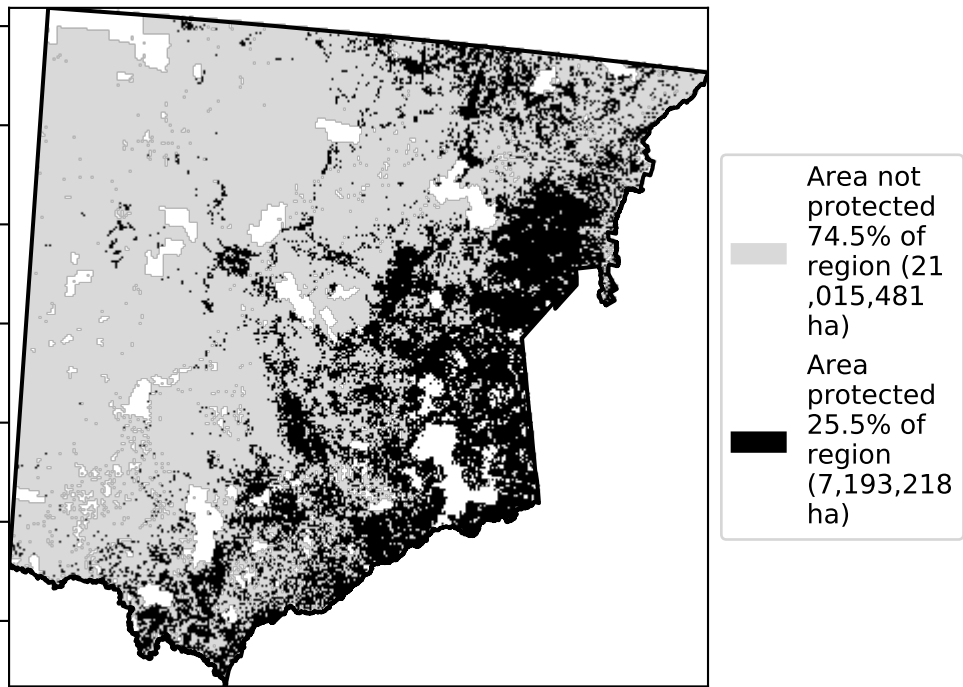 Area not
protected
74.5% of
region (21
,015,481
ha)
Area
protected
25.5% of
region
(7,193,218
ha)